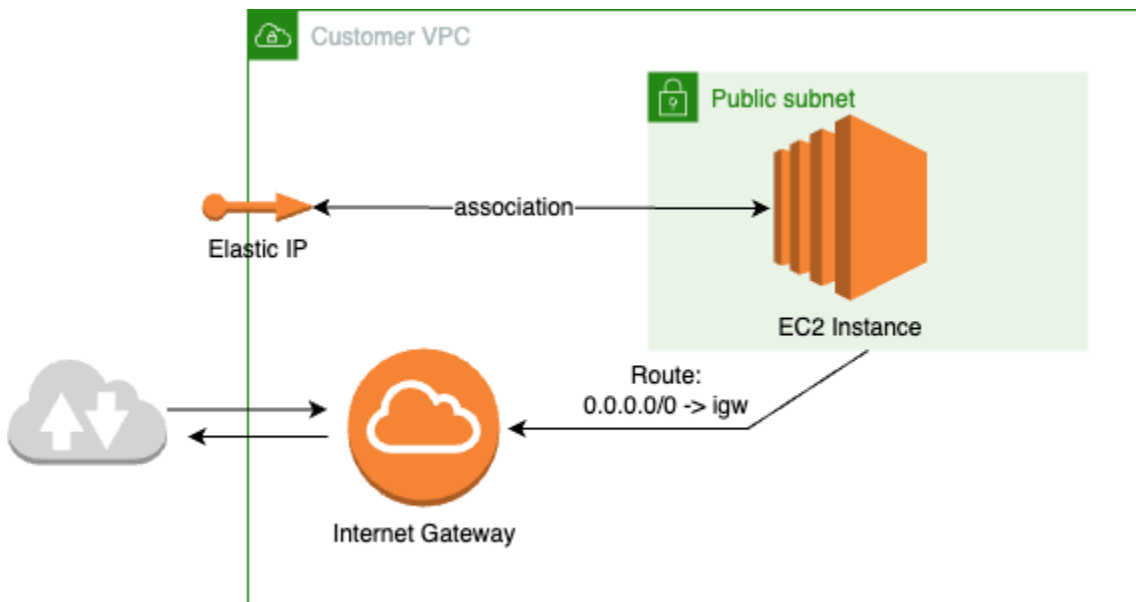 Customer VPC
Public subnet
association
Elastic IP
EC2 Instance
Route:
0.0.0.0/0 -> igw
Internet Gateway